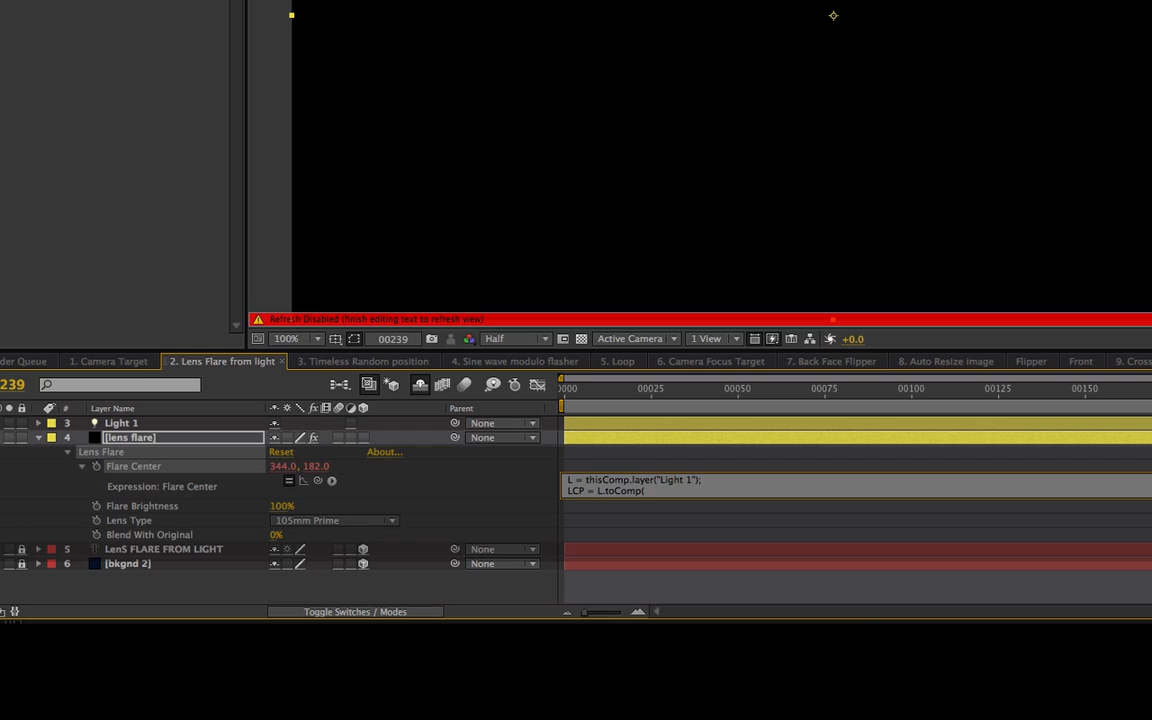 Refresh Disabled (finish editing text to refresh view)
100% 00239 Half Active Camera 1 View +0.0
der Queue 1. Camera Target 2. Lens Flare from light × 3. Timeless Random position 4. Sine wave modulo flasher 5. Loop 6. Camera Focus Target 7. Back Face Flipper 8. Auto Resize image Flipper Front 9. Cross
239 0000 00025 00050 00075 00100 00125 00150
# Layer Name fx Parent
3 Light 1 None
4 [lens flare] fx None
Lens Flare Reset About...
Flare Center 344.0, 182.0
L = thisComp.layer("Light 1");
Expression: Flare Center
LCP = L.toComp(
Flare Brightness 100%
Lens Type 105mm Prime
Blend With Original 0%
5 LenS FLARE FROM LIGHT None
6 [bkgnd 2] None
Toggle Switches / Modes